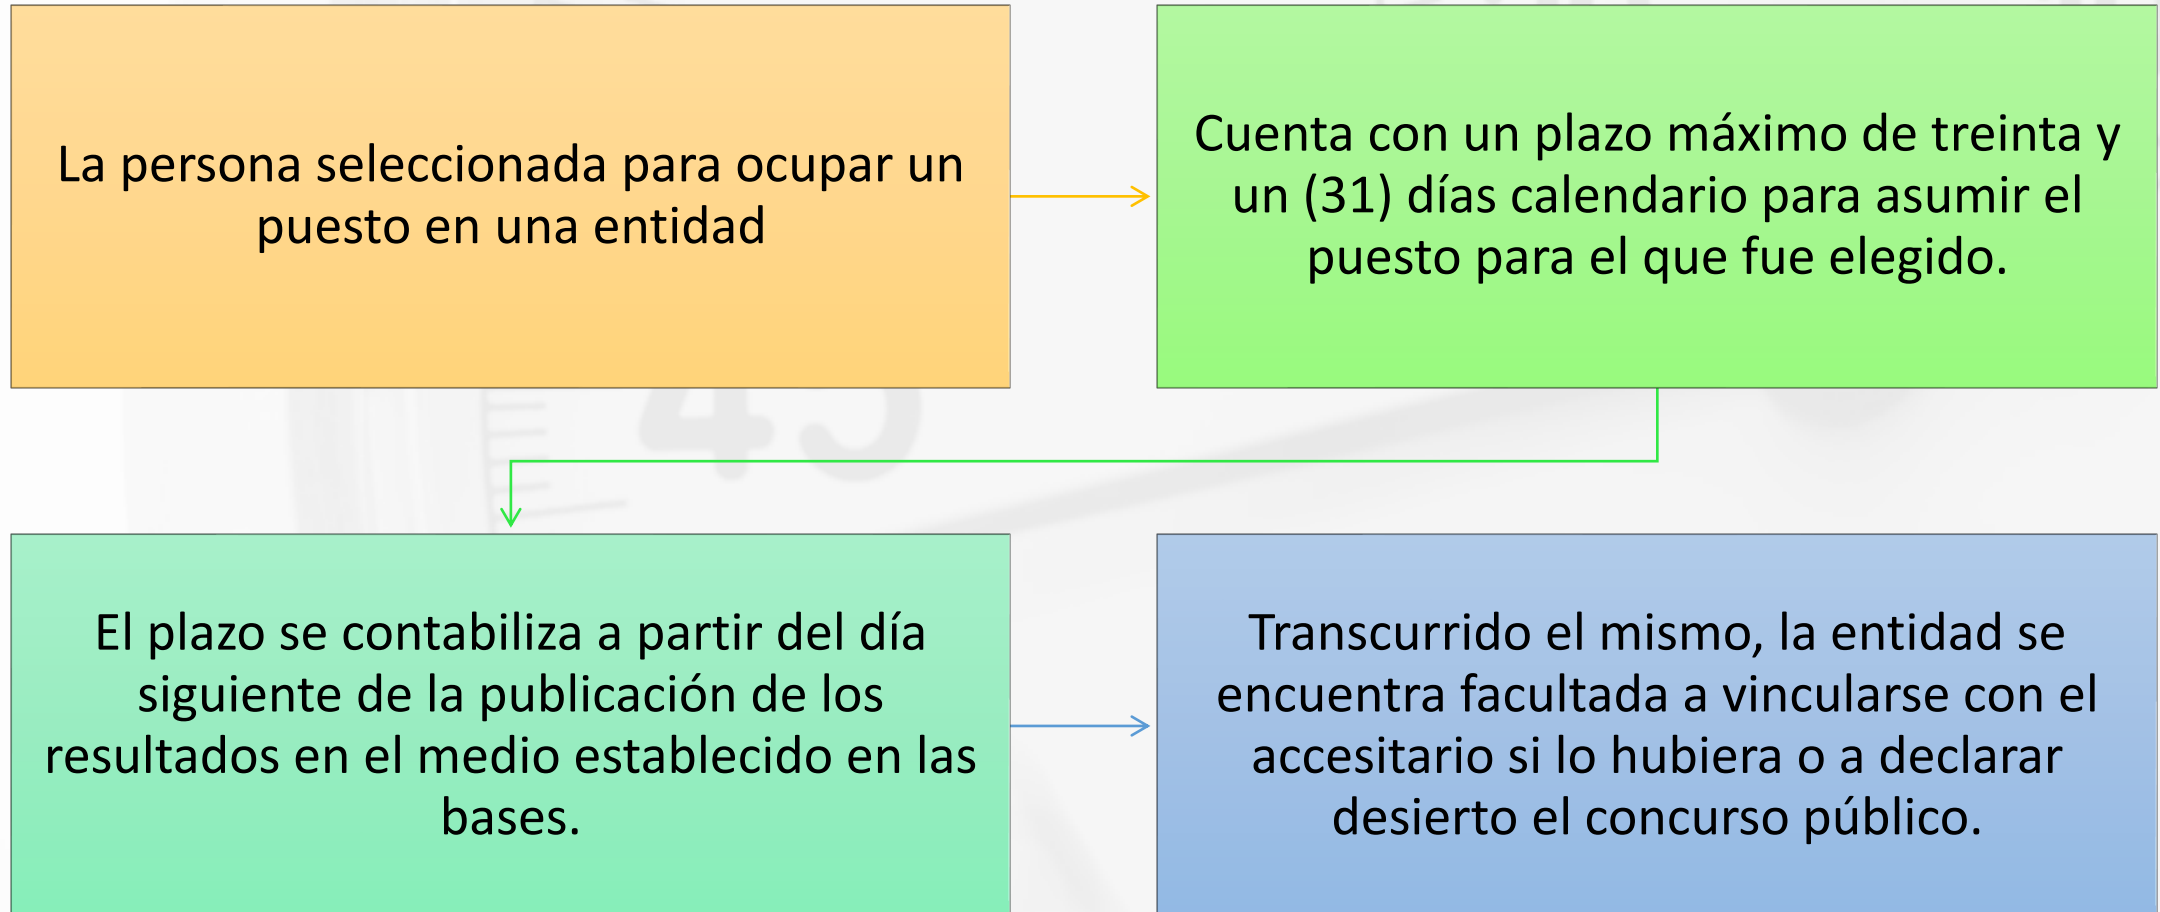 La persona seleccionada para ocupar un
puesto en una entidad
Cuenta con un plazo máximo de treinta y
un (31) días calendario para asumir el
puesto para el que fue elegido.
El plazo se contabiliza a partir del día
siguiente de la publicación de los
resultados en el medio establecido en las
bases.
Transcurrido el mismo, la entidad se
encuentra facultada a vincularse con el
accesitario si lo hubiera o a declarar
desierto el concurso público.
45